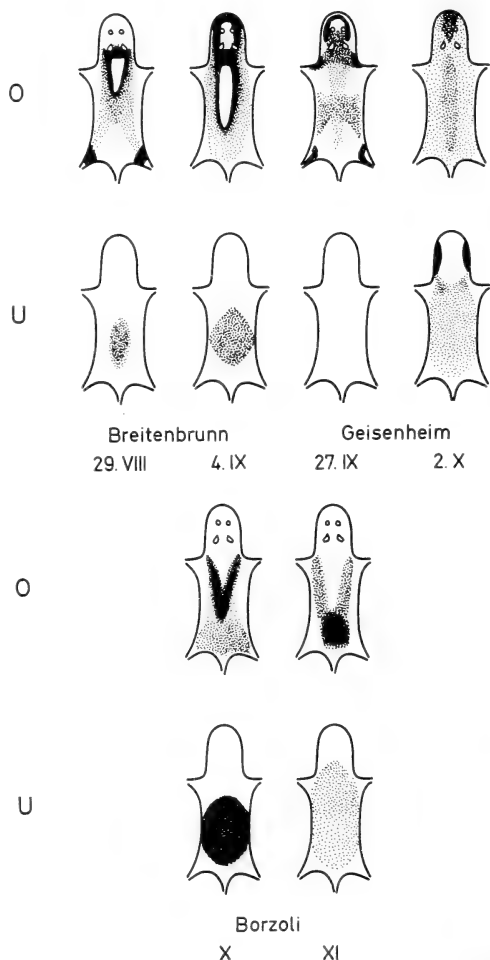 O
U
Breitenbrunn Geisenheim
29. VIII 4. IX 27. IX 2. X
O
U
Borzoli
X XI